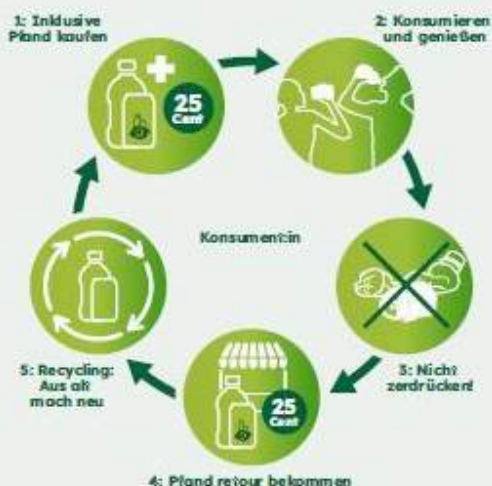 1: Inklusive
Pfand kaufen
2: Konsumieren
und genießen
25
Cent
Konsument:in
3: Nicht
zerdrücken!
5: Recycling:
Aus alt
mach neu
25
Cent
4: Pfand retour bekommen